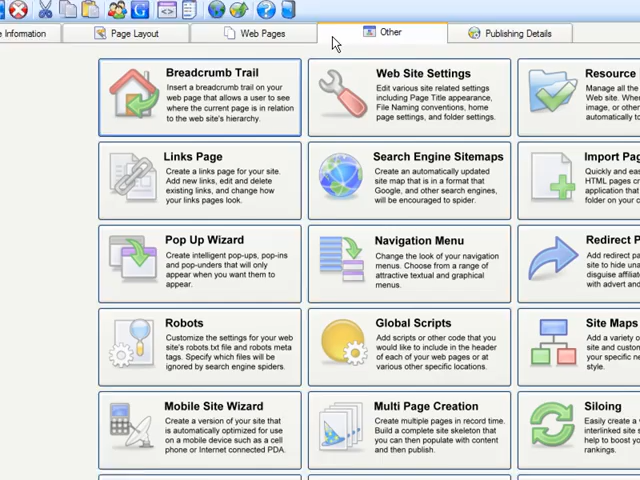 e Information
Page Layout
Web Pages
Other
Publishing Details
Breadcrumb Trail
Insert a breadcrumb trail on your
web page that allows a user to see
where the current page is in relation
to the web site's hierarchy.
Web Site Settings
Edit various site related settings
including Page Title appearance,
File Naming conventions, home
page settings, and folder settings.
Resource
Manage all the
Web site. When
image, or other
automatically to
Links Page
Create a links page for your site.
Add new links, edit and delete
existing links, and change how
your links pages look.
Search Engine Sitemaps
Create an automatically updated
site map that is in a format that
Google, and other search engines,
will be encouraged to spider.
Import Pag
Quickly and eas
HTML pages c
application that
folder on your c
Pop Up Wizard
Create intelligent pop-ups, pop-ins
and pop-unders that will only
appear when you want them to
appear.
Navigation Menu
Change the look of your navigation
menus. Choose from a range of
attractive textual and graphical
menus.
Redirect P
Add redirect pa
site to hide una
disguise affiliate
with advert and
Robots
Customize the settings for your web
site's robots.txt file and robots meta
tags. Specify which files will be
ignored by search engine spiders.
Global Scripts
Add scripts or other code that you
would like to include in the header
of each of your web pages or at
various other specific locations.
Site Maps
Add a variety o
site and custom
your specific ne
style.
Mobile Site Wizard
Create a version of your site that
is automatically optimized for use
on a mobile device such as a cell
phone or Internet connected PDA.
Multi Page Creation
Create multiple pages in record time.
Build a complete site skeleton that
you can then populate with content
and then publish.
Siloing
Easily create a v
interlinked site s
help to boost yo
rankings.